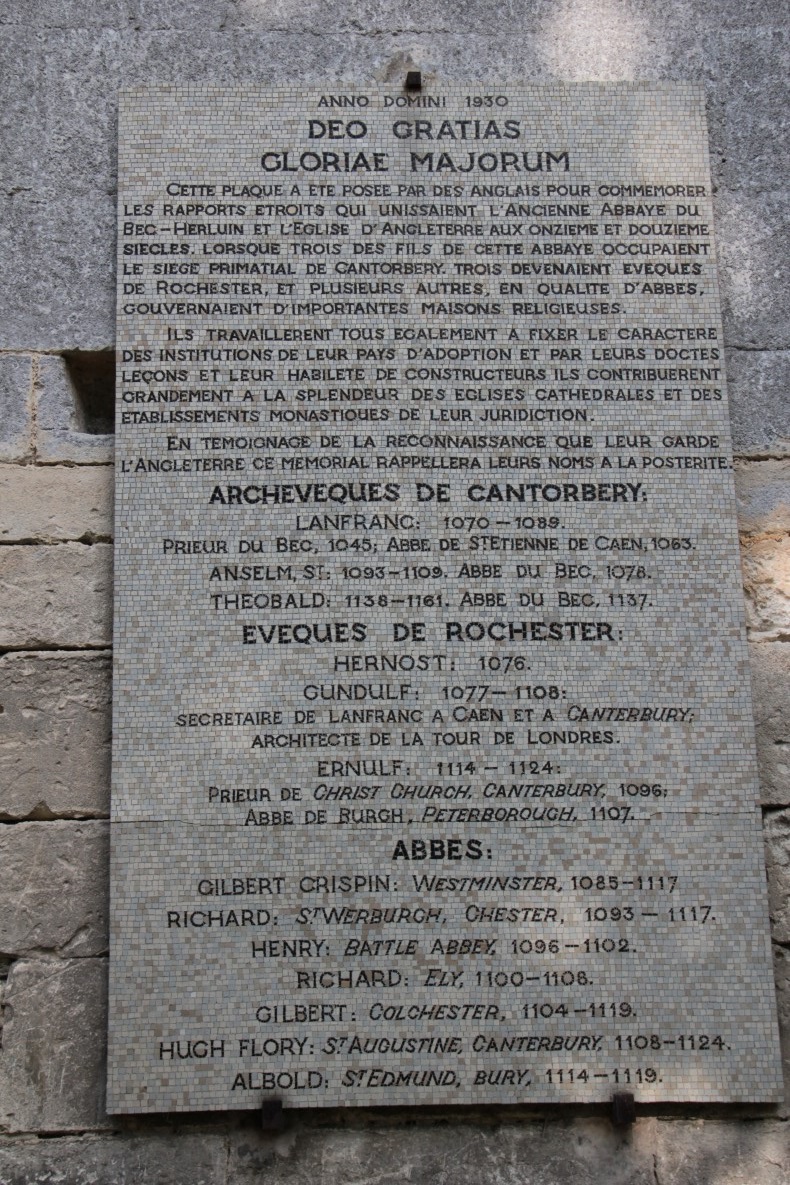 ANNO DOMINI 1930
DEO GRATIAS
GLORIAE MAJORUM
CETTE PLAQUE A ETE POSEE PAR DES ANGLAIS POUR COMMEMORER
LES RAPPORTS ETROITS QUI UNISSAIENT L'ANCIENNE ABBAYE DU
BEC-HERLUIN ET L'EGLISE D'ANGLETERRE AUX ONZIEME ET DOUZIEME
SIECLES. LORSQUE TROIS DES FILS DE CETTE ABBAYE OCCUPAIENT
LE SIEGE PRIMATIAL DE CANTORBERY. TROIS DEVENAIENT EVEQUES
DE ROCHESTER, ET PLUSIEURS AUTRES, EN QUALITE D'ABBES,
GOUVERNAIENT D'IMPORTANTES MAISONS RELIGIEUSES.
ILS TRAVAILLERENT TOUS EGALEMENT A FIXER LE CARACTERE
DES INSTITUTIONS DE LEUR PAYS D'ADOPTION ET PAR LEURS DOCTES
LEÇONS ET LEUR HABILETE DE CONSTRUCTEURS ILS CONTRIBUERENT
GRANDEMENT A LA SPLENDEUR DES EGLISES CATHEDRALES ET DES
ETABLISSEMENTS MONASTIQUES DE LEUR JURIDICTION.
EN TEMOIGNAGE DE LA RECONNAISSANCE QUE LEUR GARDE
L'ANGLETERRE CE MEMORIAL RAPPELLERA LEURS NOMS A LA POSTERITE.
ARCHEVEQUES DE CANTORBERY:
LANFRANC: 1070-1089.
PRIEUR DU BEC, 1045; ABBE DE ST ETIENNE DE CAEN, 1063.
ANSELM, ST: 1093-1109. ABBE DU BEC, 1078.
THEOBALD: 1138-1161. ABBE DU BEC, 1137.
EVEQUES DE ROCHESTER:
HERNOST: 1076.
GUNDULF: 1077-1108:
SECRETAIRE DE LANFRANC A CAEN ET A CANTERBURY;
ARCHITECTE DE LA TOUR DE LONDRES.
ERNULF: 1114-1124:
PRIEUR DE CHRIST CHURCH, CANTERBURY, 1096;
ABBE DE BURGH, PETERBOROUGH, 1107.
ABBES:
GILBERT CRISPIN: WESTMINSTER, 1085-1117
RICHARD: ST WERBURGH, CHESTER, 1093-1117.
HENRY: BATTLE ABBEY, 1096-1102.
RICHARD: ELY, 1100-1108.
GILBERT: COLCHESTER, 1104-1119.
HUGH FLORY: ST AUGUSTINE, CANTERBURY, 1108-1124.
ALBOLD: ST EDMUND, BURY, 1114-1119.